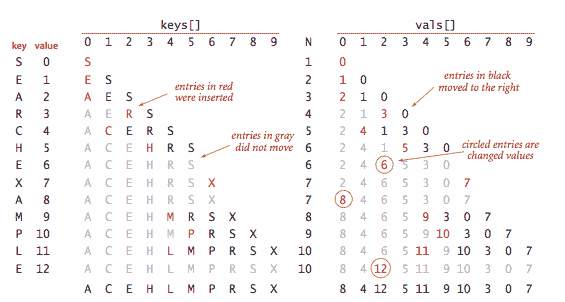 keys[] vals[]
key value 0 1 2 3 4 5 6 7 8 9 N 0 1 2 3 4 5 6 7 8 9
S 0 S 1 0
E 1 E S 2 1 0
entries in red were inserted
entries in black moved to the right
A 2 A E S 3 2 1 0
R 3 A E R S 4 2 1 3 0
C 4 A C E R S 5 2 4 1 3 0
entries in gray did not move
circled entries are changed values
H 5 A C E H R S 6 2 4 1 5 3 0
E 6 A C E H R S 6 2 4 6 5 3 0
X 7 A C E H R S X 7 2 4 6 5 3 0 7
A 8 A C E H R S X 7 8 4 6 5 3 0 7
M 9 A C E H M R S X 8 8 4 6 5 9 3 0 7
P 10 A C E H M P R S X 9 8 4 6 5 9 10 3 0 7
L 11 A C E H L M P R S X 10 8 4 6 5 11 9 10 3 0 7
E 12 A C E H L M P R S X 10 8 4 12 5 11 9 10 3 0 7
A C E H L M P R S X 8 4 12 5 11 9 10 3 0 7